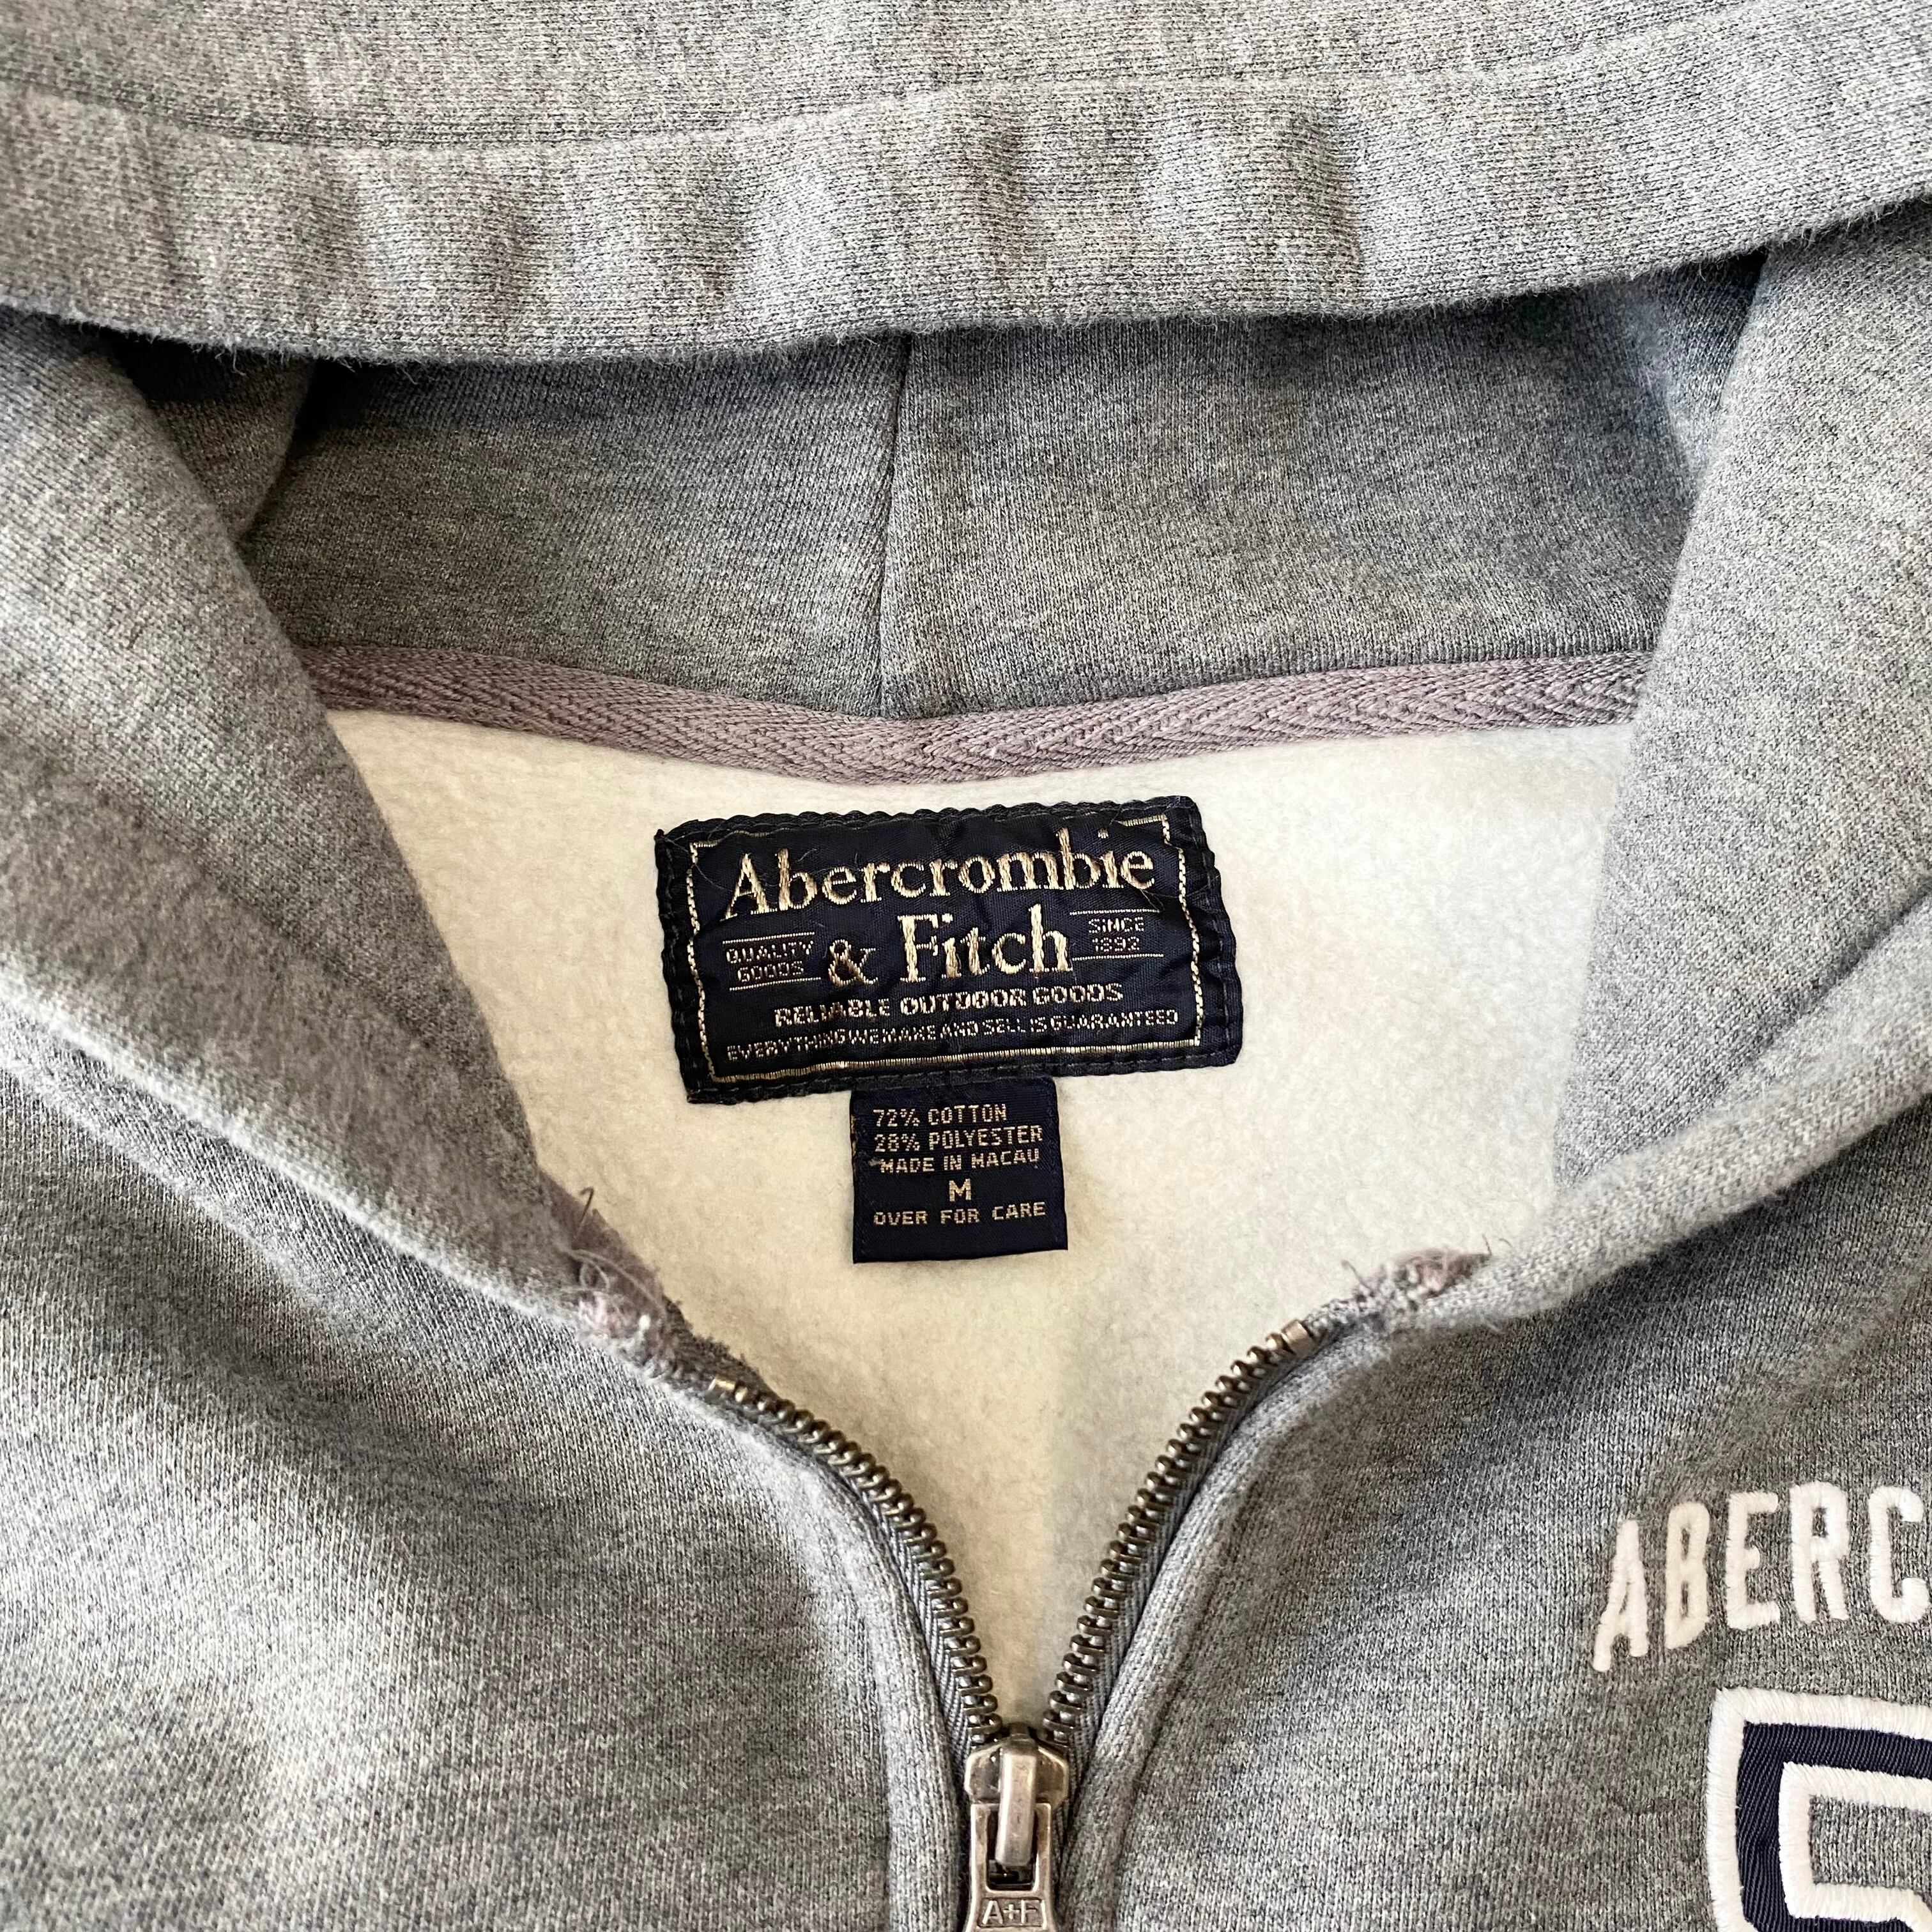 Abercrombie
& Fitch
QUALITY
GOODS
SINCE
1892
RELIABLE OUTDOOR GOODS
EVERYTHING WE MAKE AND SELL IS GUARANTEED
72% COTTON
28% POLYESTER
MADE IN MACAU
M
OVER FOR CARE
ABERC
A+F